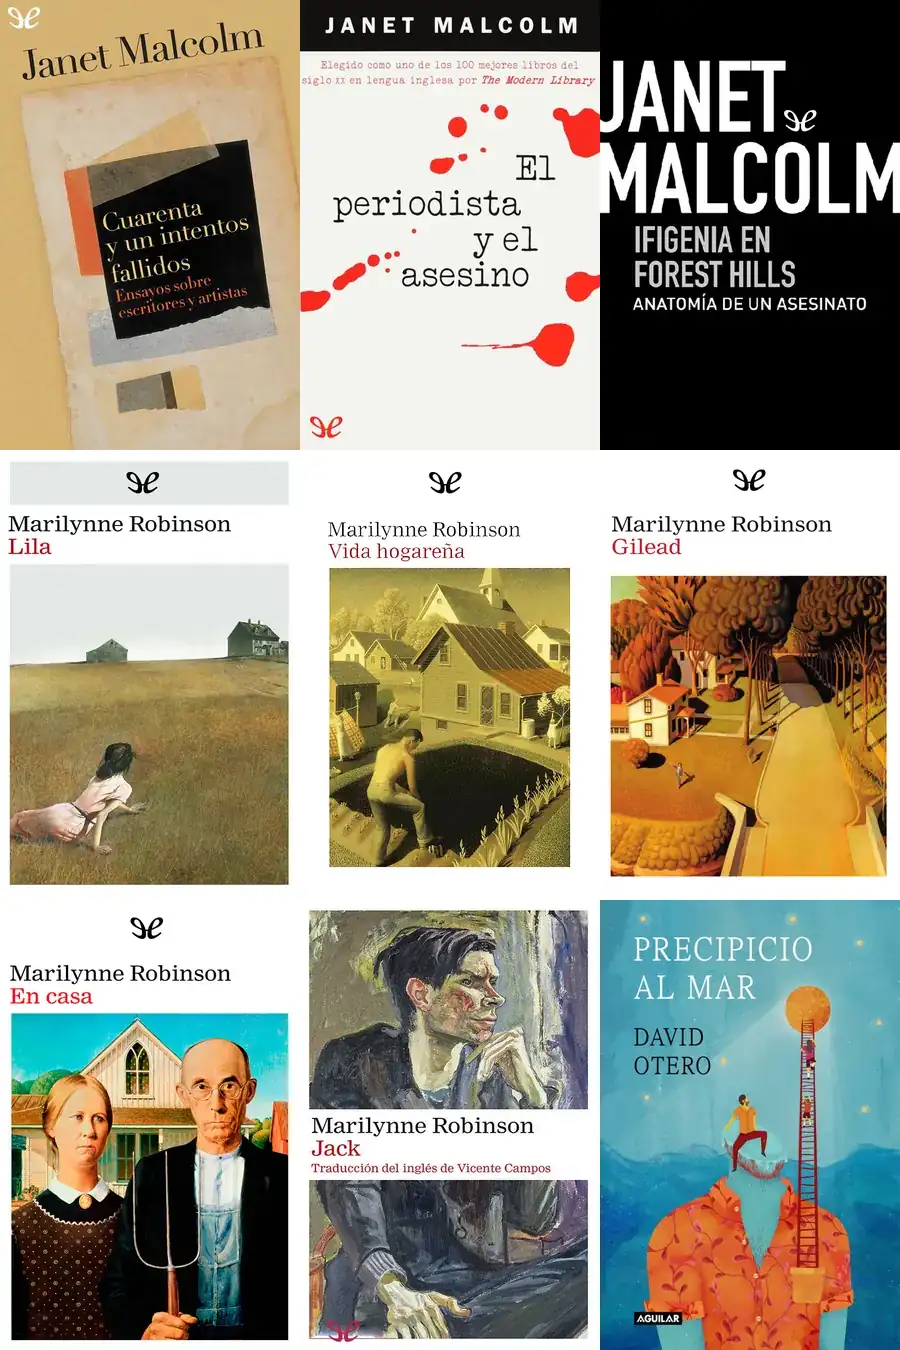 Janet Malcolm
Cuarenta
y un intentos
fallidos
Ensayos sobre
escritores y artistas
JANET MALCOLM
Elegido como uno de los 100 mejores libros del
siglo XX en lengua inglesa por The Modern Library
El
periodista
y el
asesino
JANET
MALCOLM
IFIGENIA EN
FOREST HILLS
ANATOMÍA DE UN ASESINATO
Marilynne Robinson
Lila
Marilynne Robinson
Vida hogareña
Marilynne Robinson
Gilead
Marilynne Robinson
En casa
Marilynne Robinson
Jack
Traducción del inglés de Vicente Campos
PRECIPICIO
AL MAR
DAVID
OTERO
AGUILAR